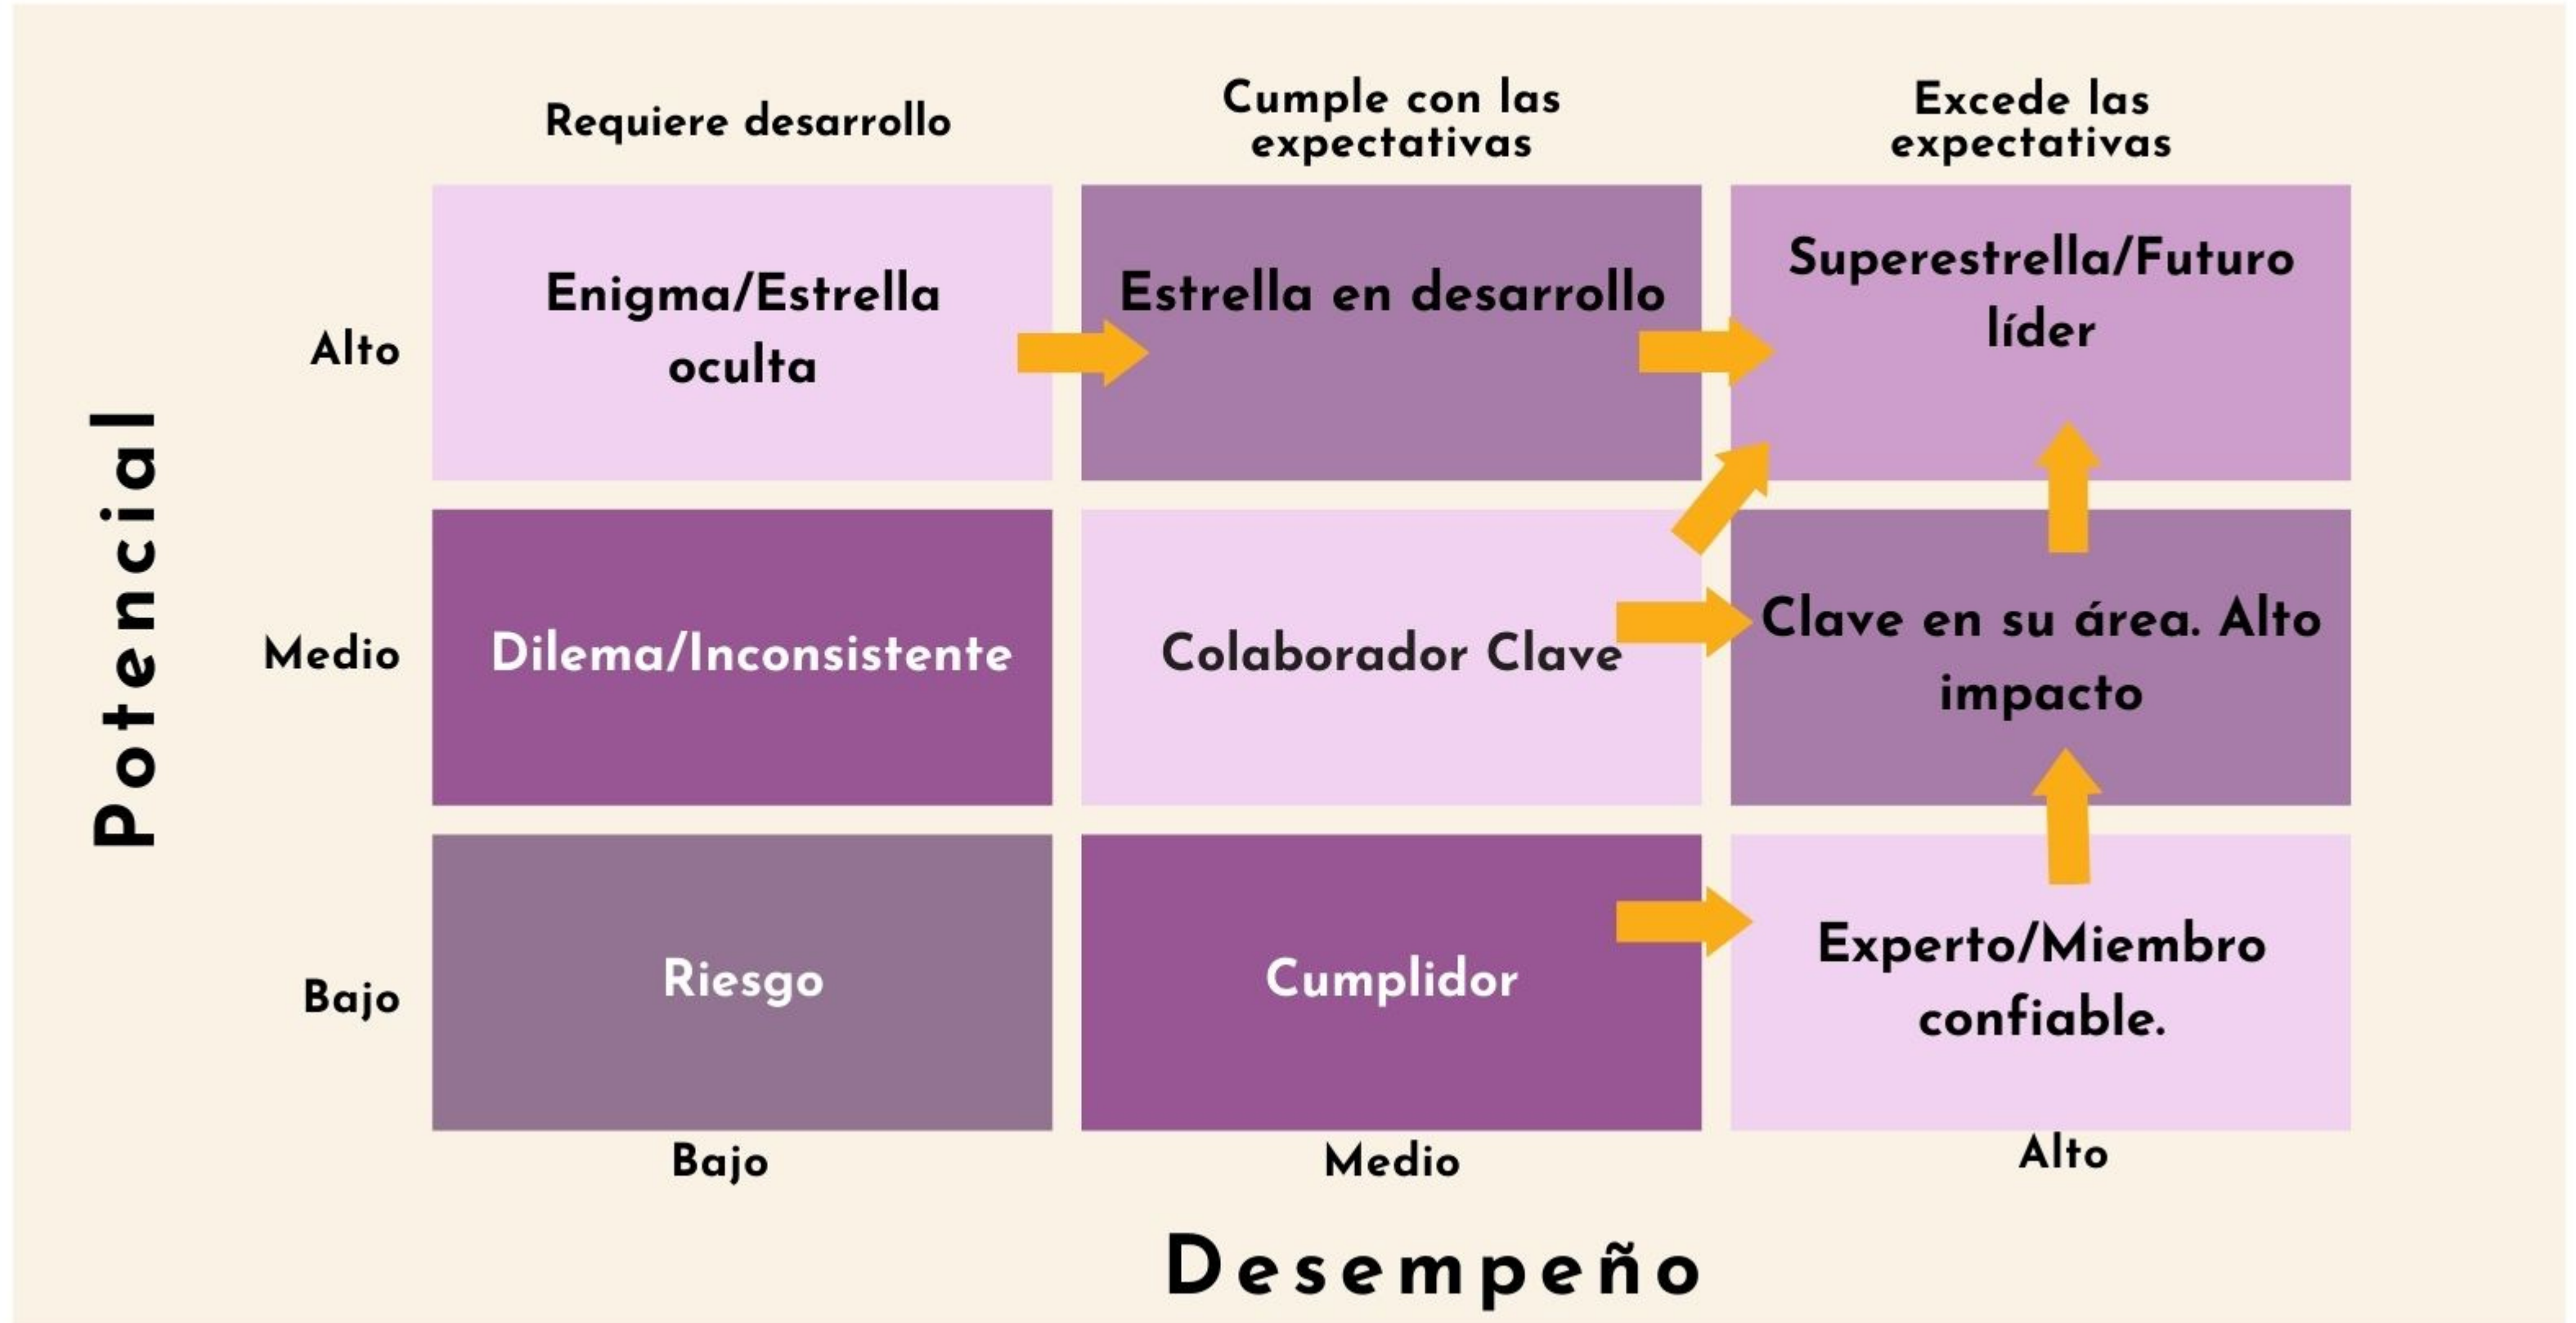 Requiere desarrollo
Cumple con las
expectativas
Excede las
expectativas
Potencial
Alto
Enigma/Estrella
oculta
Estrella en desarrollo
Superestrella/Futuro
líder
Medio
Dilema/Inconsistente
Colaborador Clave
Clave en su área. Alto
impacto
Bajo
Riesgo
Cumplidor
Experto/Miembro
confiable.
Bajo
Medio
Alto
Desempeño